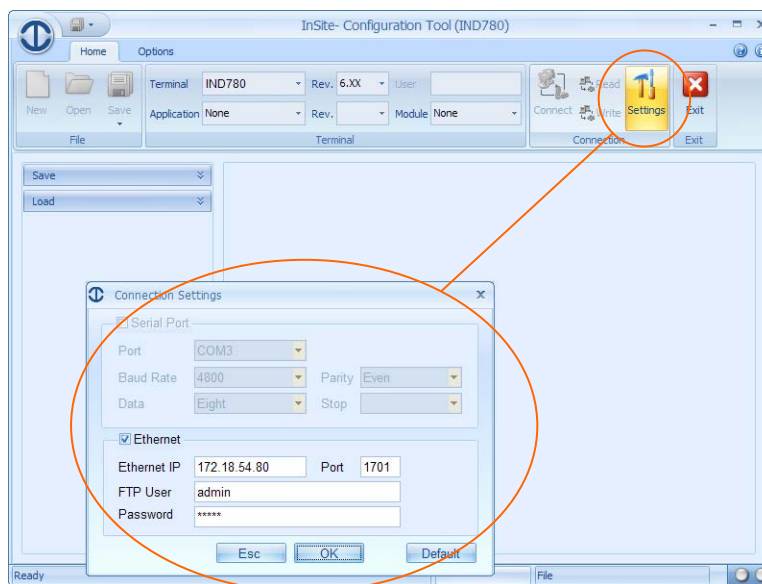 InSite- Configuration Tool (IND780)
Home Options
Terminal IND780 Rev. 6.XX User
Application None Rev. Module None
New Open Save
Connect Read Write Settings Exit
File Terminal Connection Exit
Save
Load
Connection Settings
Serial Port
Port COM3
Baud Rate 4800 Parity Even
Data Eight Stop
Ethernet
Ethernet IP 172.18.54.80 Port 1701
FTP User admin
Password *****
Esc OK Default
Ready File